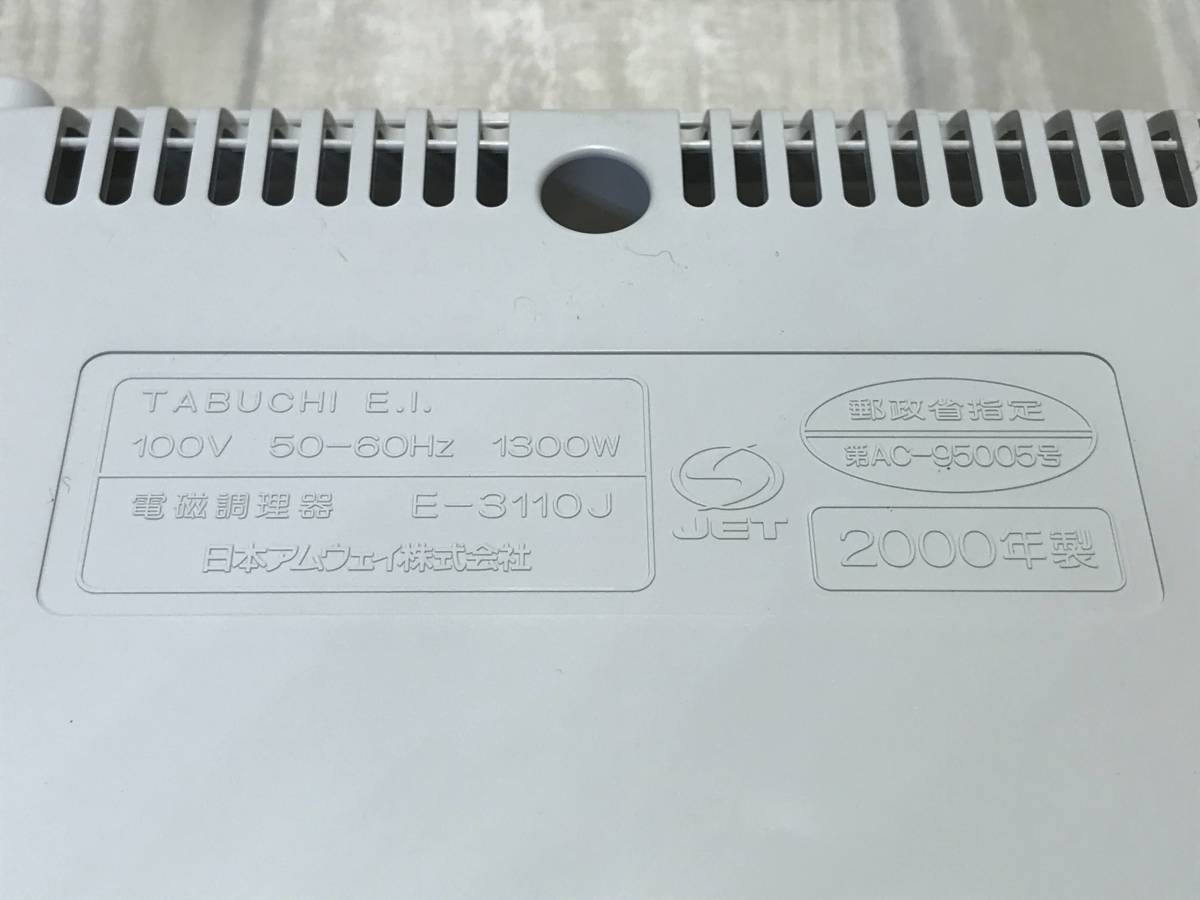 TABUCHI E.I.
100V 50-60Hz 1300W
電磁調理器 E-3110J
日本アムウェイ株式会社
JET
郵政省指定
第AC-95005号
2000年製